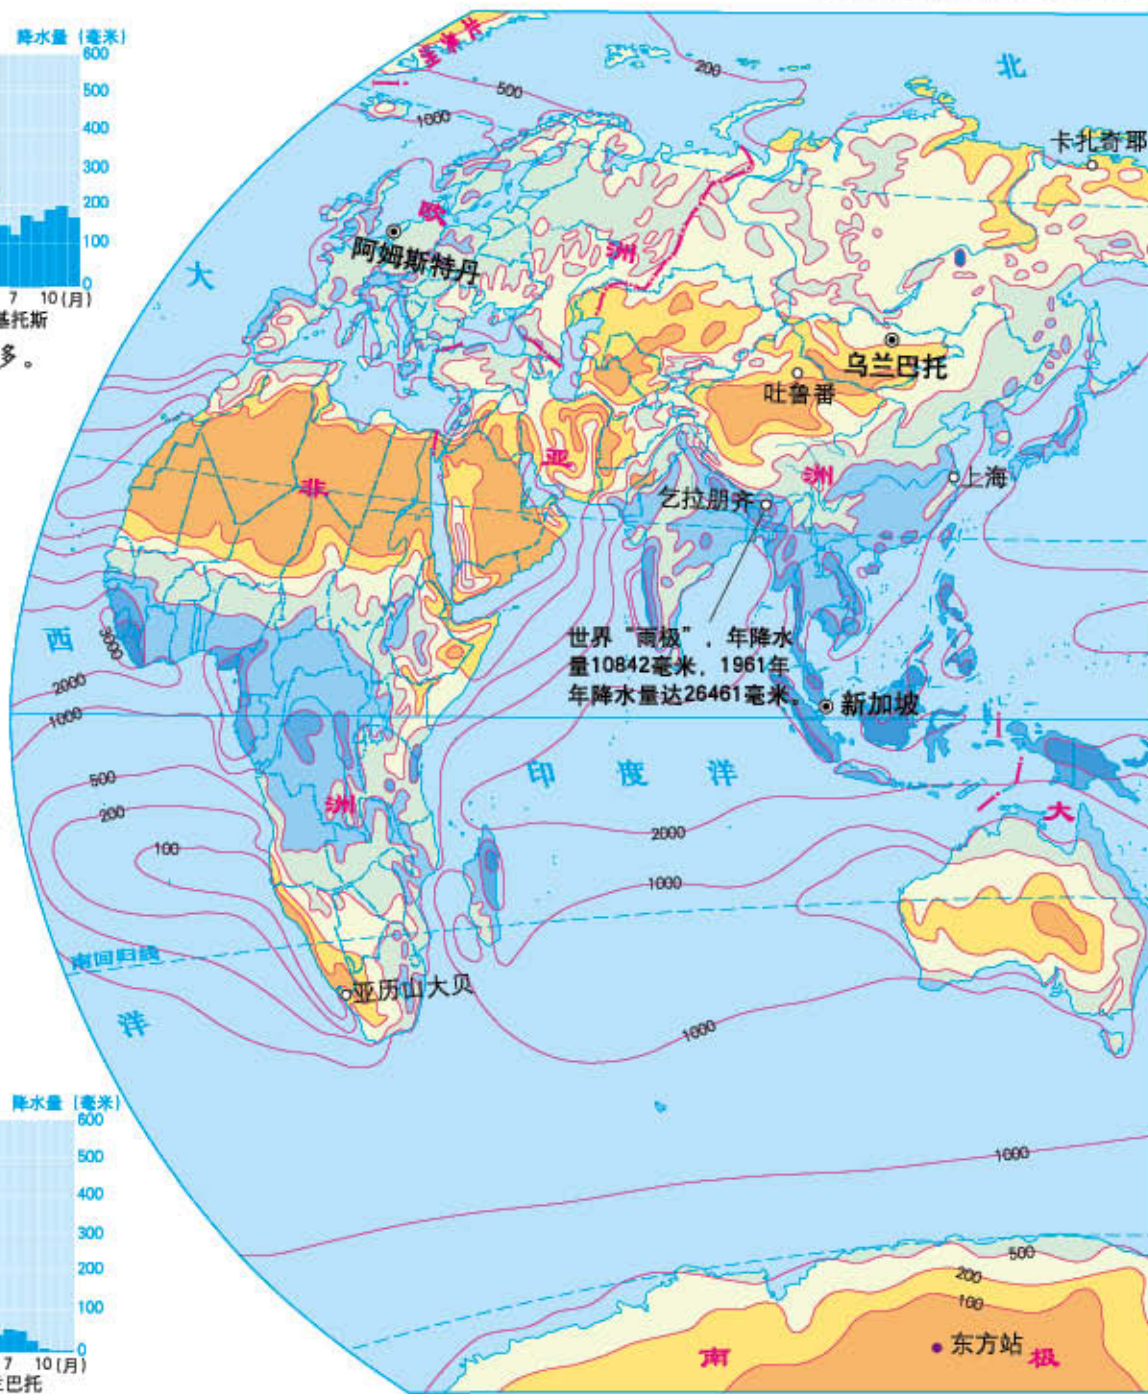 降水量（毫米）
600
500
400
300
200
100
0
7 10(月)
基托斯
多。
200
500
1000
北
卡扎奇耶
欧
洲
阿姆斯特丹
大
乌兰巴托
吐鲁番
亚
洲
非
上海
乞拉朋齐
世界“雨极”，年降水
量10842毫米，1961年
年降水量达26461毫米。
西
3000
2000
1000
新加坡
印 度 洋
500
200
100
洲
大
2000
1000
南回归线
亚历山大贝
洋
1000
降水量（毫米）
600
500
400
300
200
100
0
7 10(月)
兰巴托
1000
500
200
100
东方站
南 极